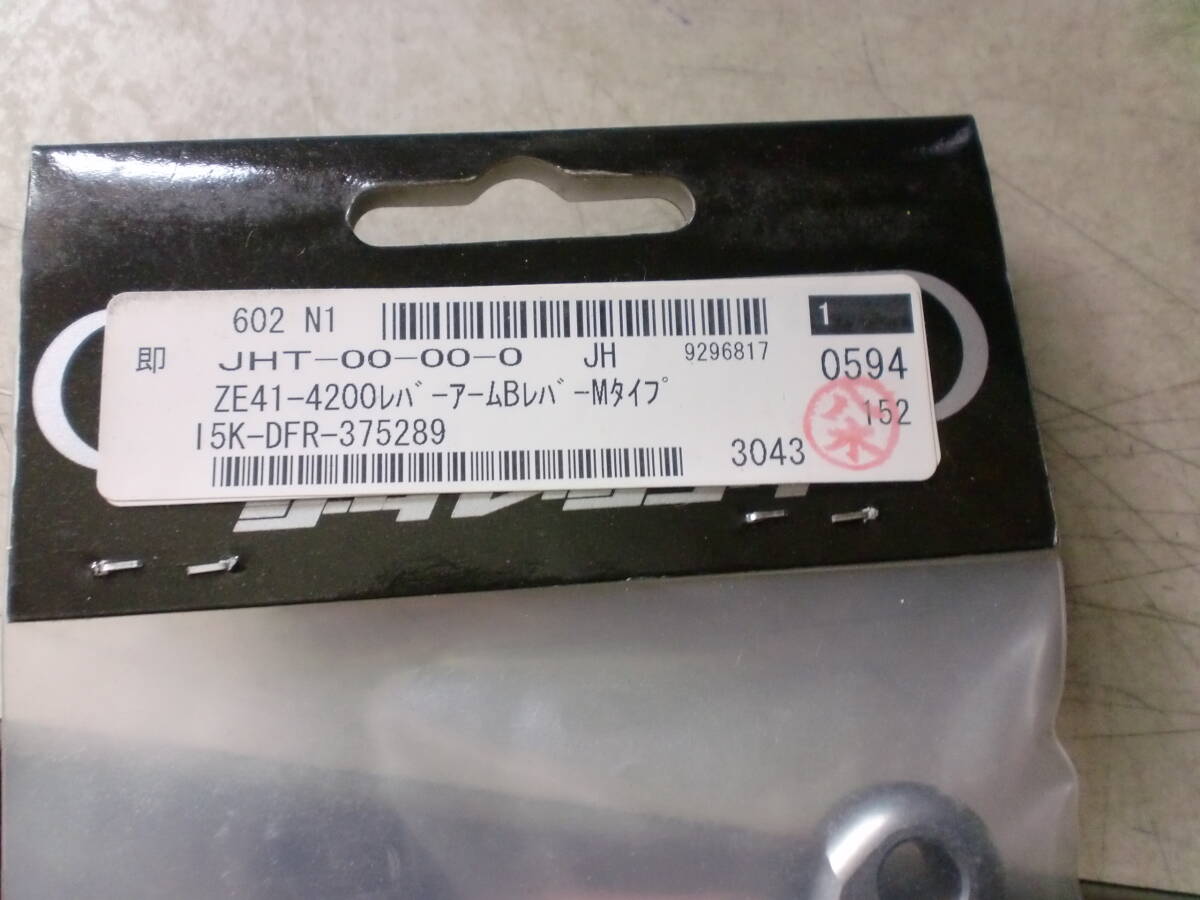 602 N1
1
即 JHT-00-00-0 JH 9296817
0594
ZE41-4200ﾚﾊﾞｰｱｰﾑBﾚﾊﾞｰMﾀｲﾌﾟ
152
I5K-DFR-375289
3043